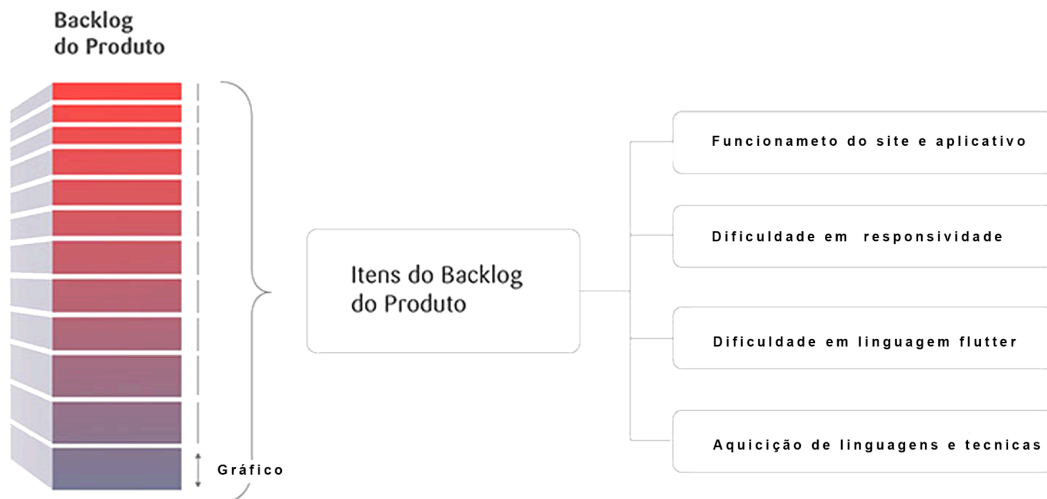 Backlog
do Produto
Gráfico
Itens do Backlog
do Produto
Funcionameto do site e aplicativo
Dificuldade em responsividade
Dificuldade em linguagem flutter
Aquicição de linguagens e tecnicas